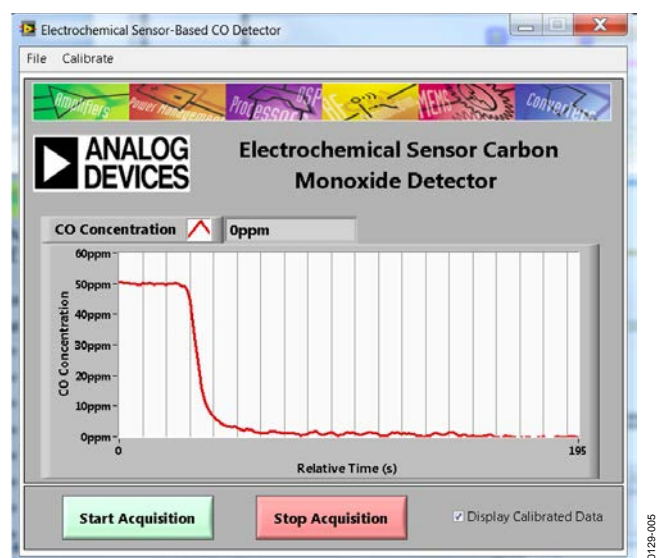 Electrochemical Sensor-Based CO Detector
File Calibrate
Amplifiers Power Management Processors DSP RF MEMS Converters
ANALOG
DEVICES
Electrochemical Sensor Carbon
Monoxide Detector
CO Concentration 0ppm
60ppm
50ppm
40ppm
30ppm
20ppm
10ppm
0ppm
CO Concentration
0 195
Relative Time (s)
Start Acquisition Stop Acquisition Display Calibrated Data
0129-005